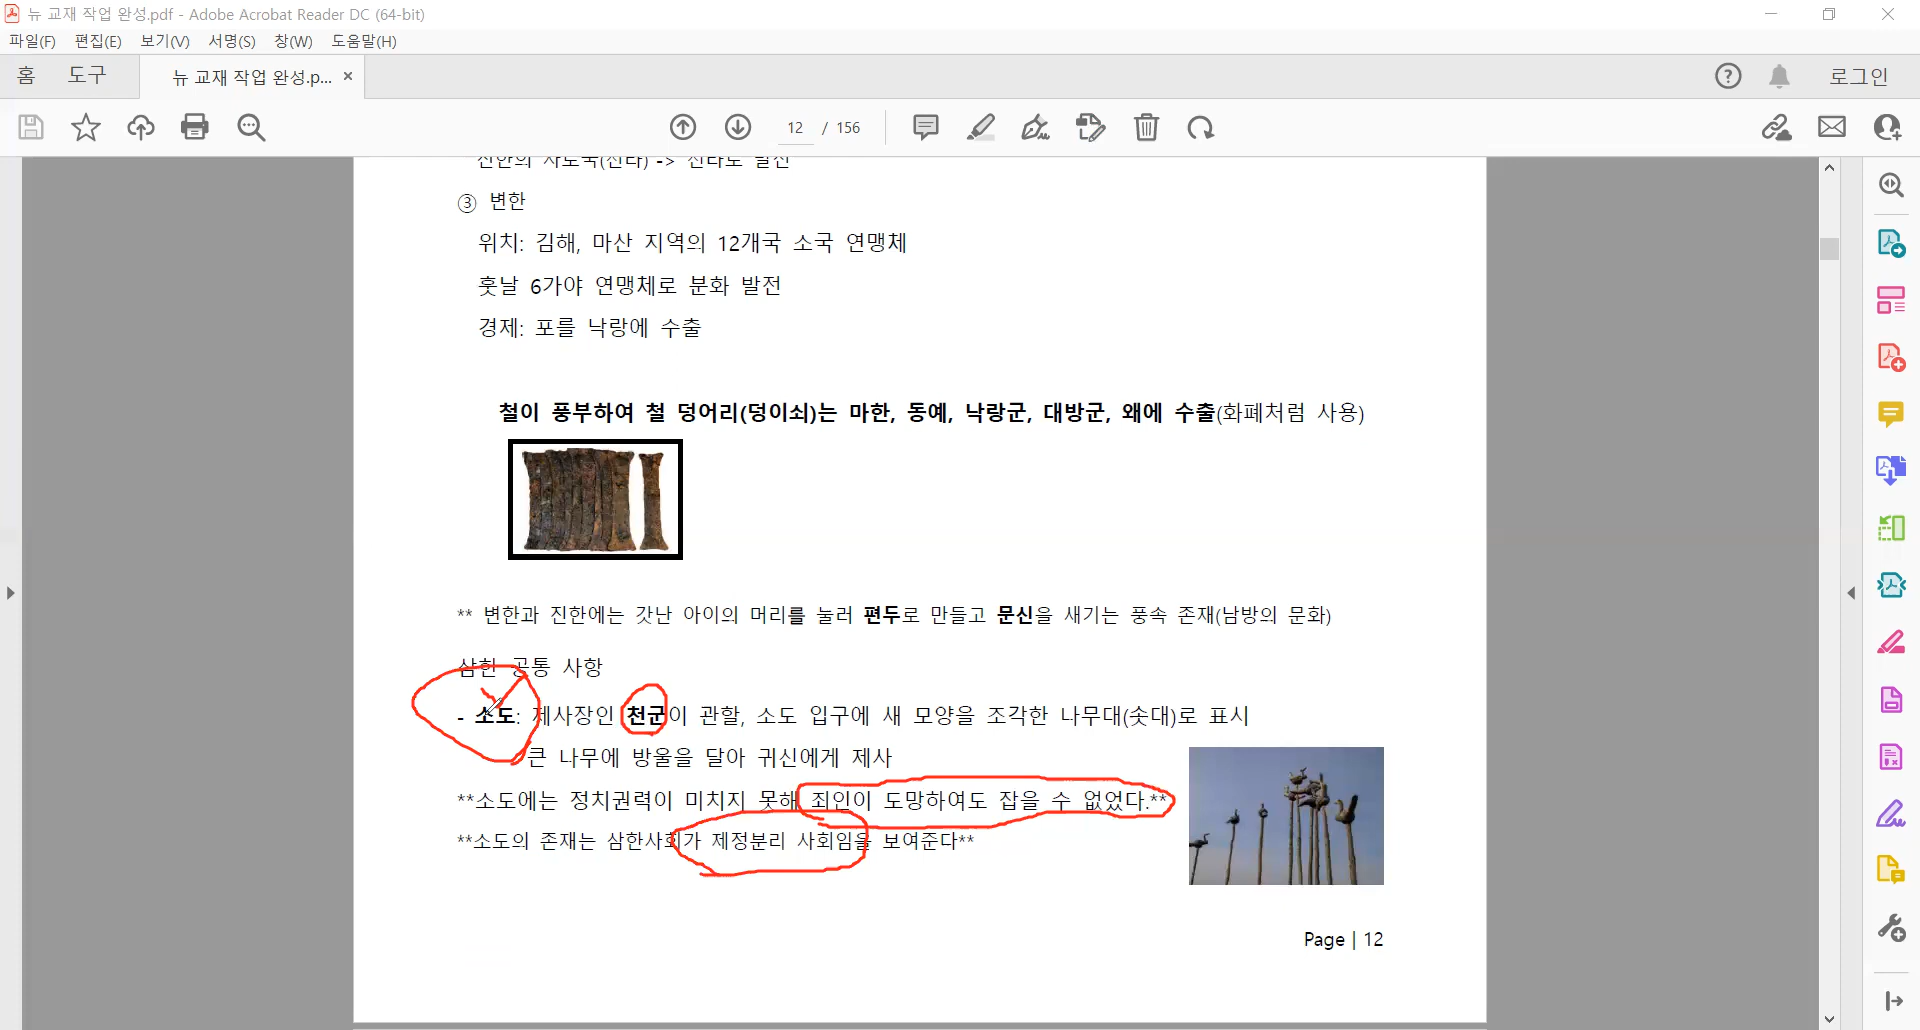 뉴 교재 작업 완성.pdf - Adobe Acrobat Reader DC (64-bit)
파일(F) 편집(E) 보기(V) 서명(S) 창(W) 도움말(H)
홈 도구 뉴 교재 작업 완성.p... × 로그인
12 / 156
진한의 사로국(신라) -> 신라로 발전
③ 변한
위치: 김해, 마산 지역의 12개국 소국 연맹체
훗날 6가야 연맹체로 분화 발전
경제: 포를 낙랑에 수출
철이 풍부하여 철 덩어리(덩이쇠)는 마한, 동예, 낙랑군, 대방군, 왜에 수출(화폐처럼 사용)
** 변한과 진한에는 갓난 아이의 머리를 눌러 편두로 만들고 문신을 새기는 풍속 존재(남방의 문화)
삼한 공통 사항
- 소도: 제사장인 천군이 관할, 소도 입구에 새 모양을 조각한 나무대(솟대)로 표시
큰 나무에 방울을 달아 귀신에게 제사
**소도에는 정치권력이 미치지 못해 죄인이 도망하여도 잡을 수 없었다.**
**소도의 존재는 삼한사회가 제정분리 사회임을 보여준다**
Page | 12